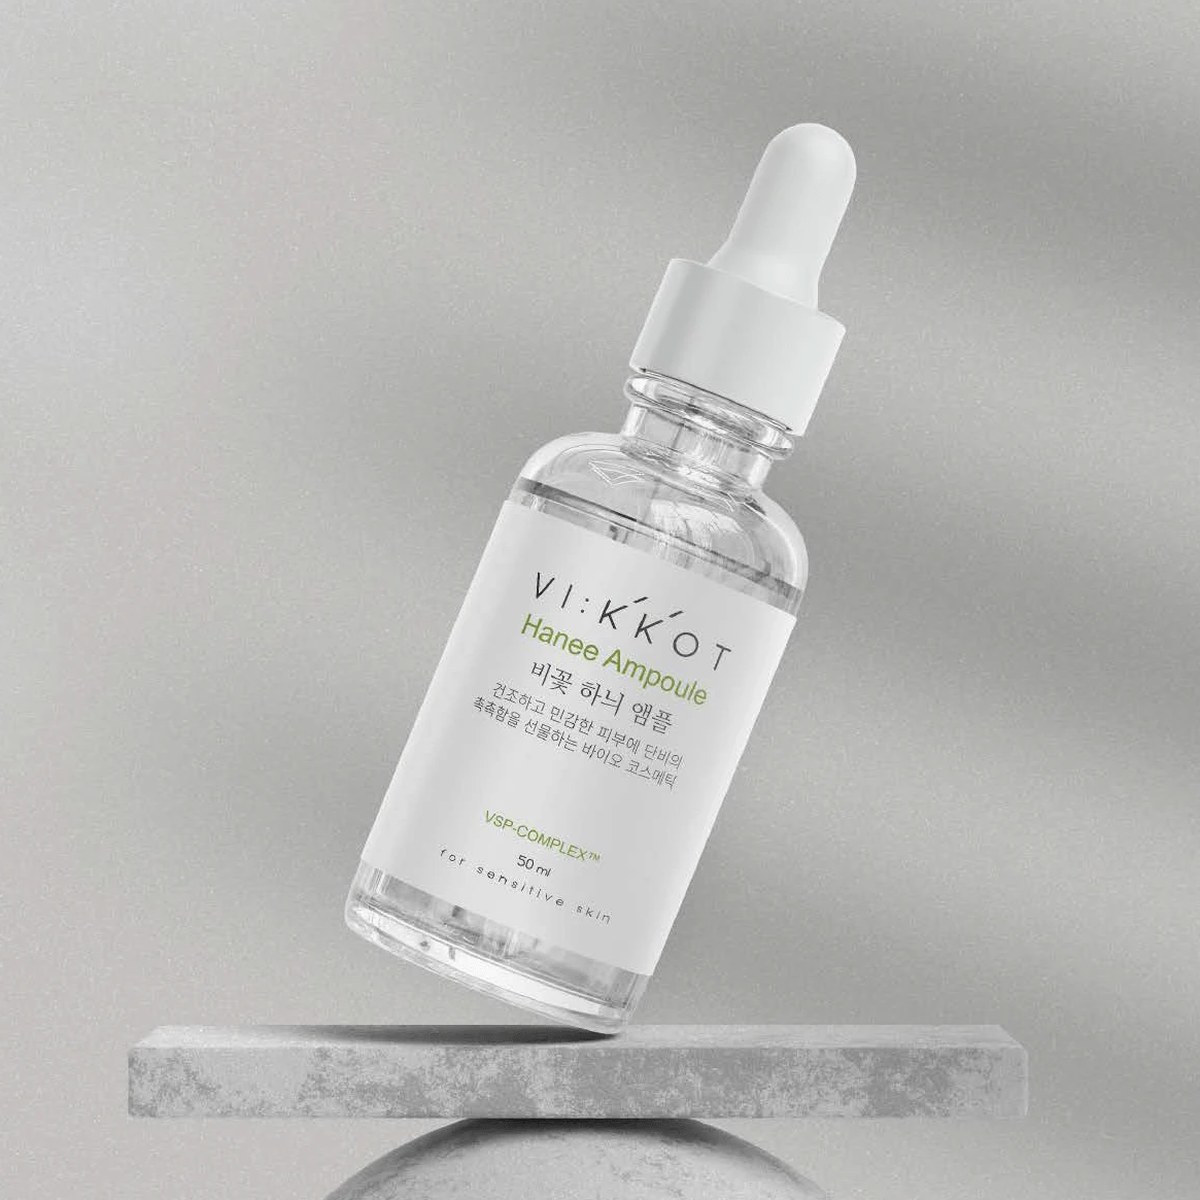 VI:KKOT
Hanee Ampoule
비꽃 하늬 앰플
건조하고 민감한 피부에 단비의
촉촉함을 선물하는 바이오 코스메틱
VSP-COMPLEX™
50 ml
for sensitive skin